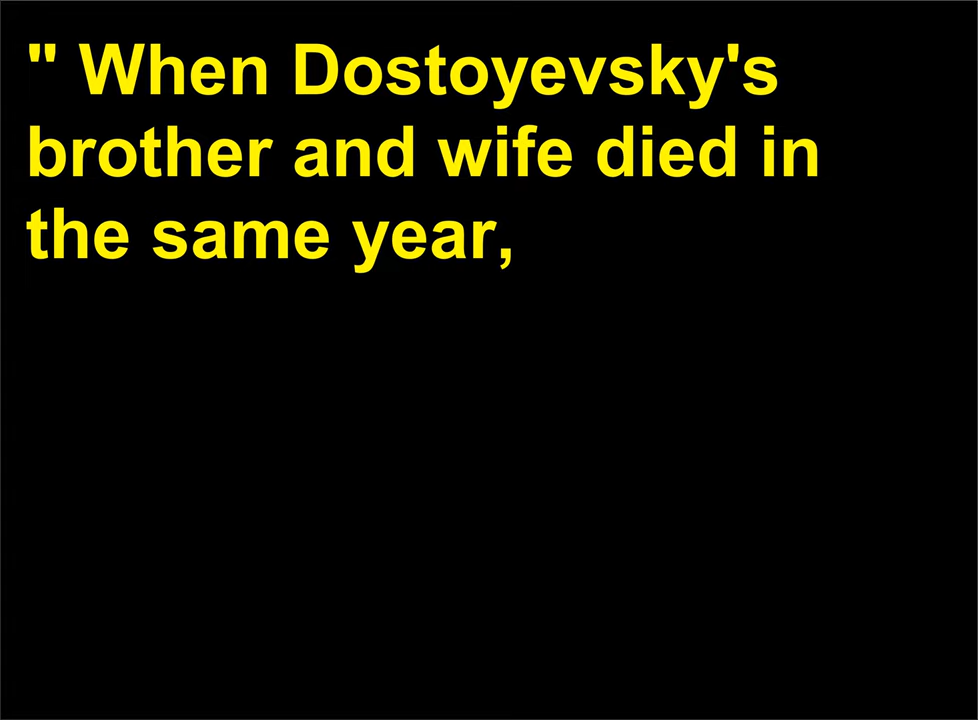 " When Dostoyevsky's
brother and wife died in
the same year,